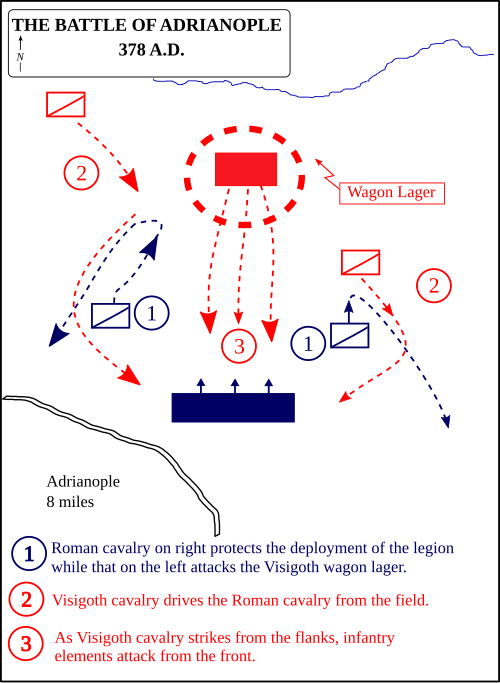 THE BATTLE OF ADRIANOPLE
378 A.D.
N
2
Wagon Lager
1
2
3
1
Adrianople
8 miles
1 Roman cavalry on right protects the deployment of the legion
while that on the left attacks the Visigoth wagon lager.
2 Visigoth cavalry drives the Roman cavalry from the field.
3 As Visigoth cavalry strikes from the flanks, infantry
elements attack from the front.